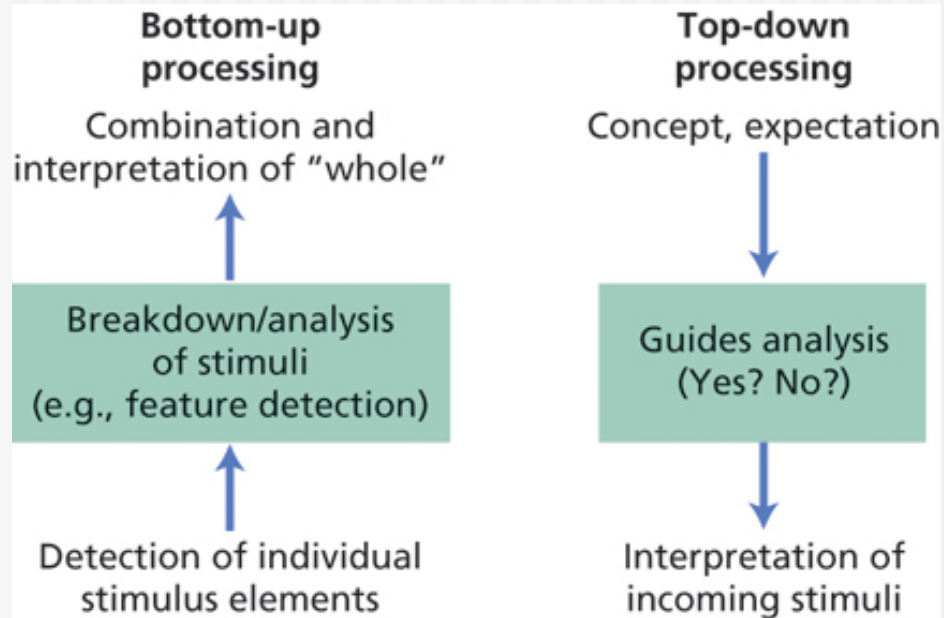 Bottom-up
processing
Combination and
interpretation of “whole”
Breakdown/analysis
of stimuli
(e.g., feature detection)
Detection of individual
stimulus elements
Top-down
processing
Concept, expectation
Guides analysis
(Yes? No?)
Interpretation of
incoming stimuli